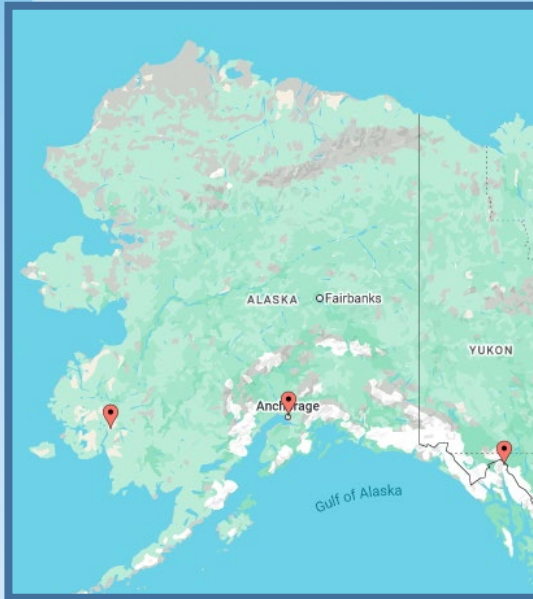 ALASKA
Fairbanks
YUKON
Anchorage
Gulf of Alaska